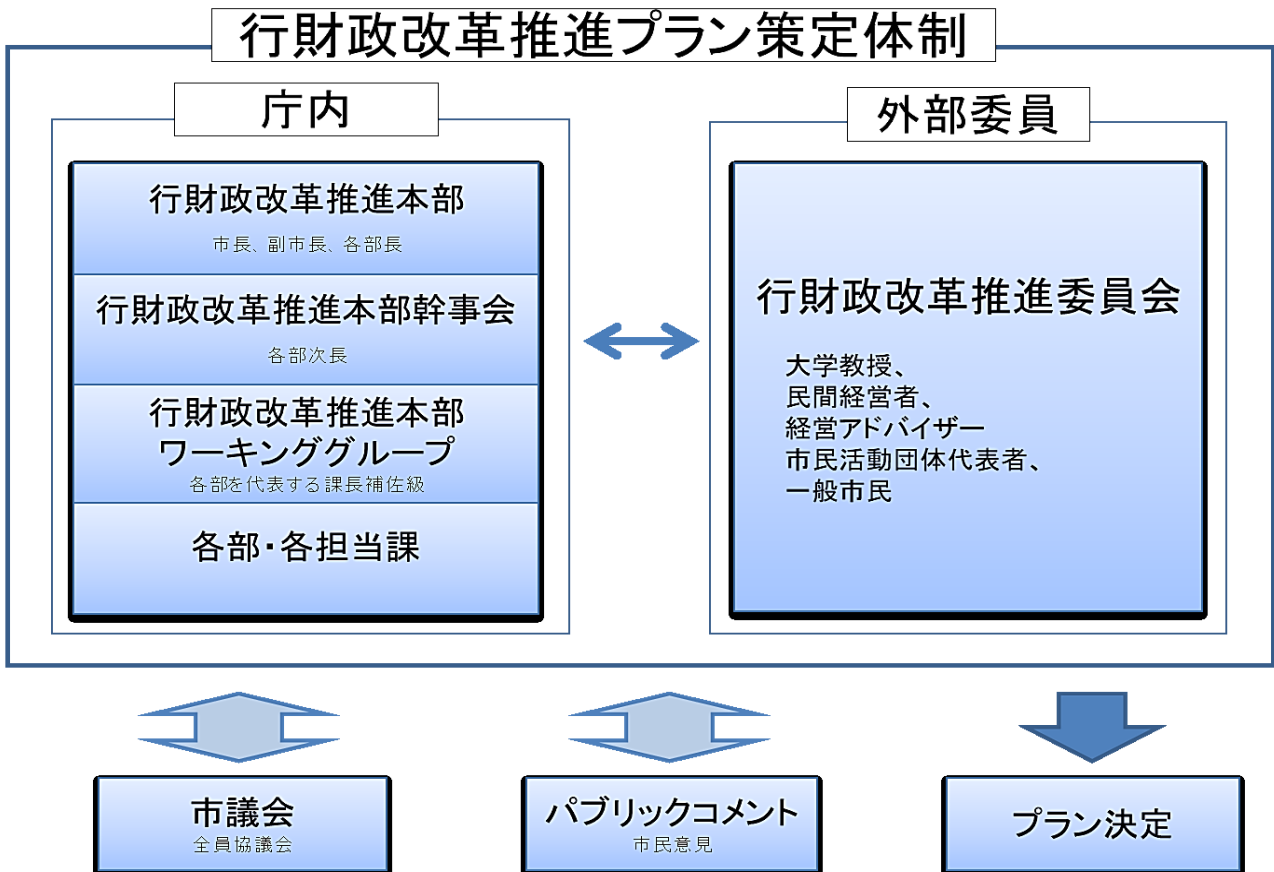 行財政改革推進プラン策定体制
庁内
行財政改革推進本部
市長、副市長、各部長
行財政改革推進本部幹事会
各部次長
行財政改革推進本部
ワーキンググループ
各部を代表する課長補佐級
各部・各担当課
外部委員
行財政改革推進委員会
大学教授、
民間経営者、
経営アドバイザー
市民活動団体代表者、
一般市民
市議会
全員協議会
パブリックコメント
市民意見
プラン決定